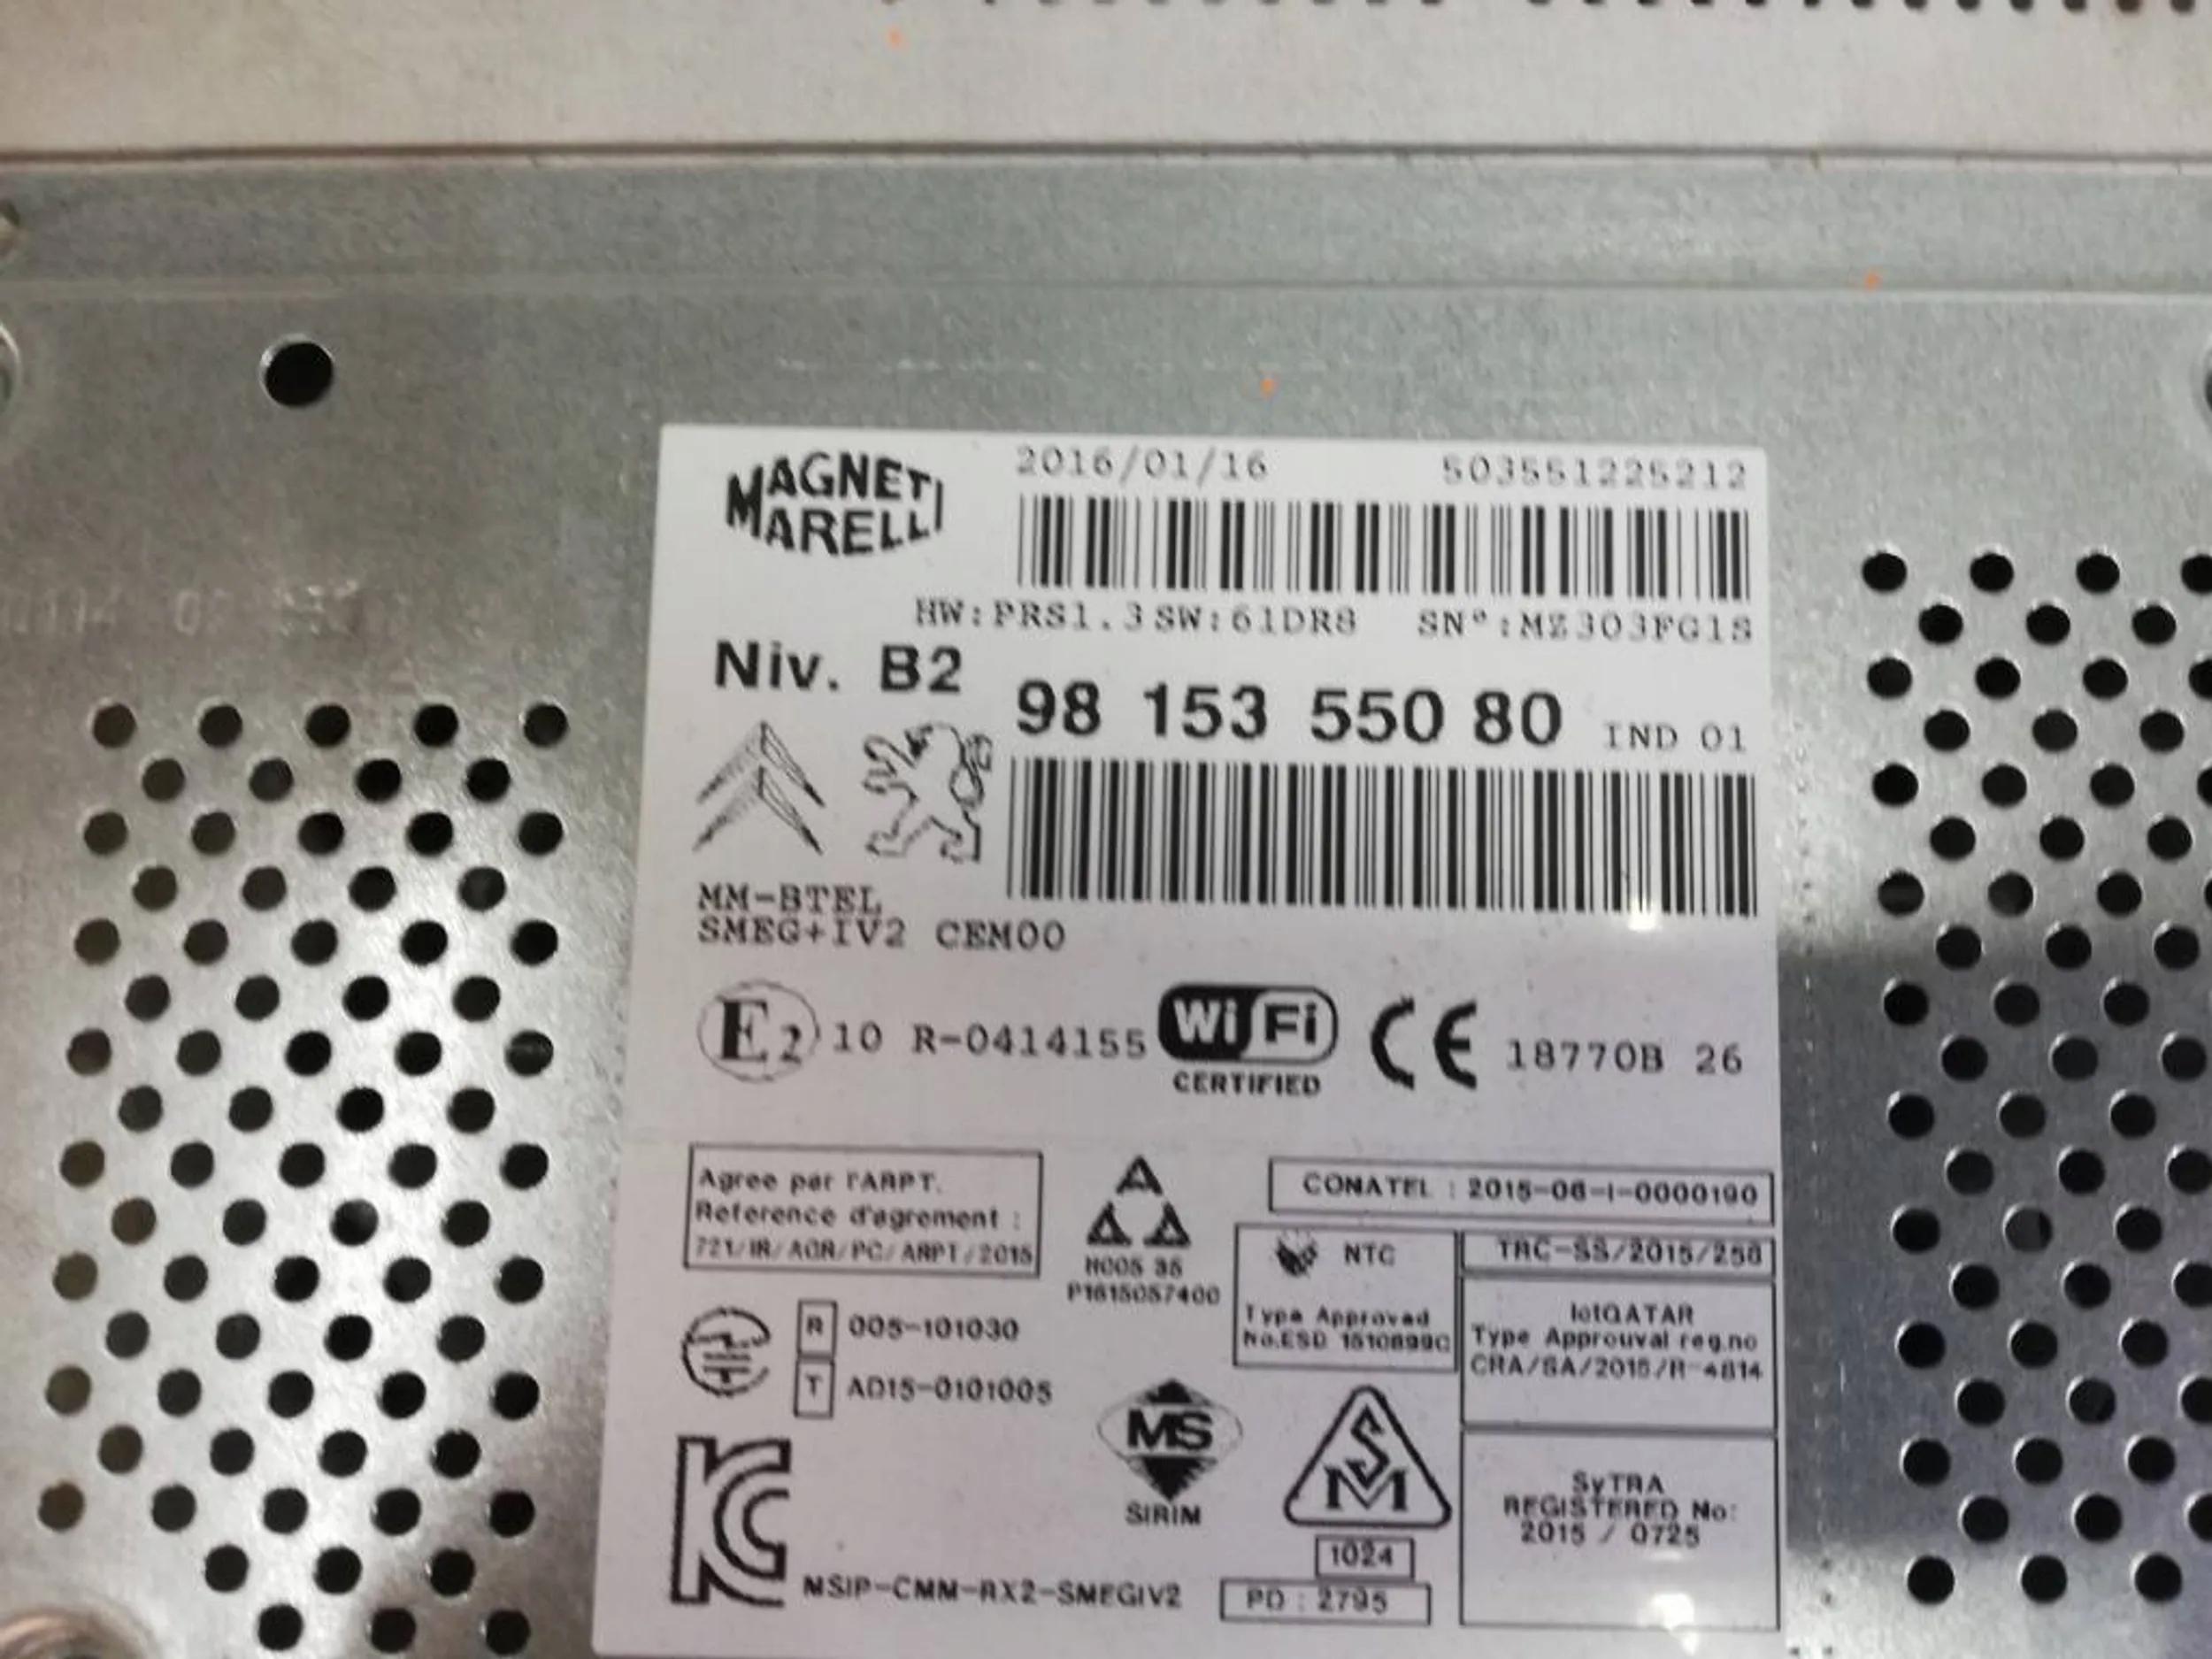 MAGNETI
MARELLI
2016/01/16 503551225212
HW:PRS1.3 SW:61DR8 SN°:MZ303FG1S
Niv. B2
98 153 550 80 IND 01
MM-BTEL
SMEG+IV2 CEM00
E2 10 R-0414155 WiFi CE 18770B 26
CERTIFIED
Agree par l'ARPT.
Reference d'agrement :
721/IR/AGR/PC/ARPT/2015
A
H005 35
P1615057400
CONATEL : 2015-06-I-0000190
NTC
Type Approved
No.ESD 1510899C
TRC-SS/2015/258
IctQATAR
Type Approuval reg.no
CRA/SA/2015/R-4814
R 005-101030
T AD15-0101005
MS
SIRIM
SM
1024
PD : 2795
SyTRA
REGISTERED No:
2015 / 0725
KC
MSIP-CMM-RX2-SMEGIV2